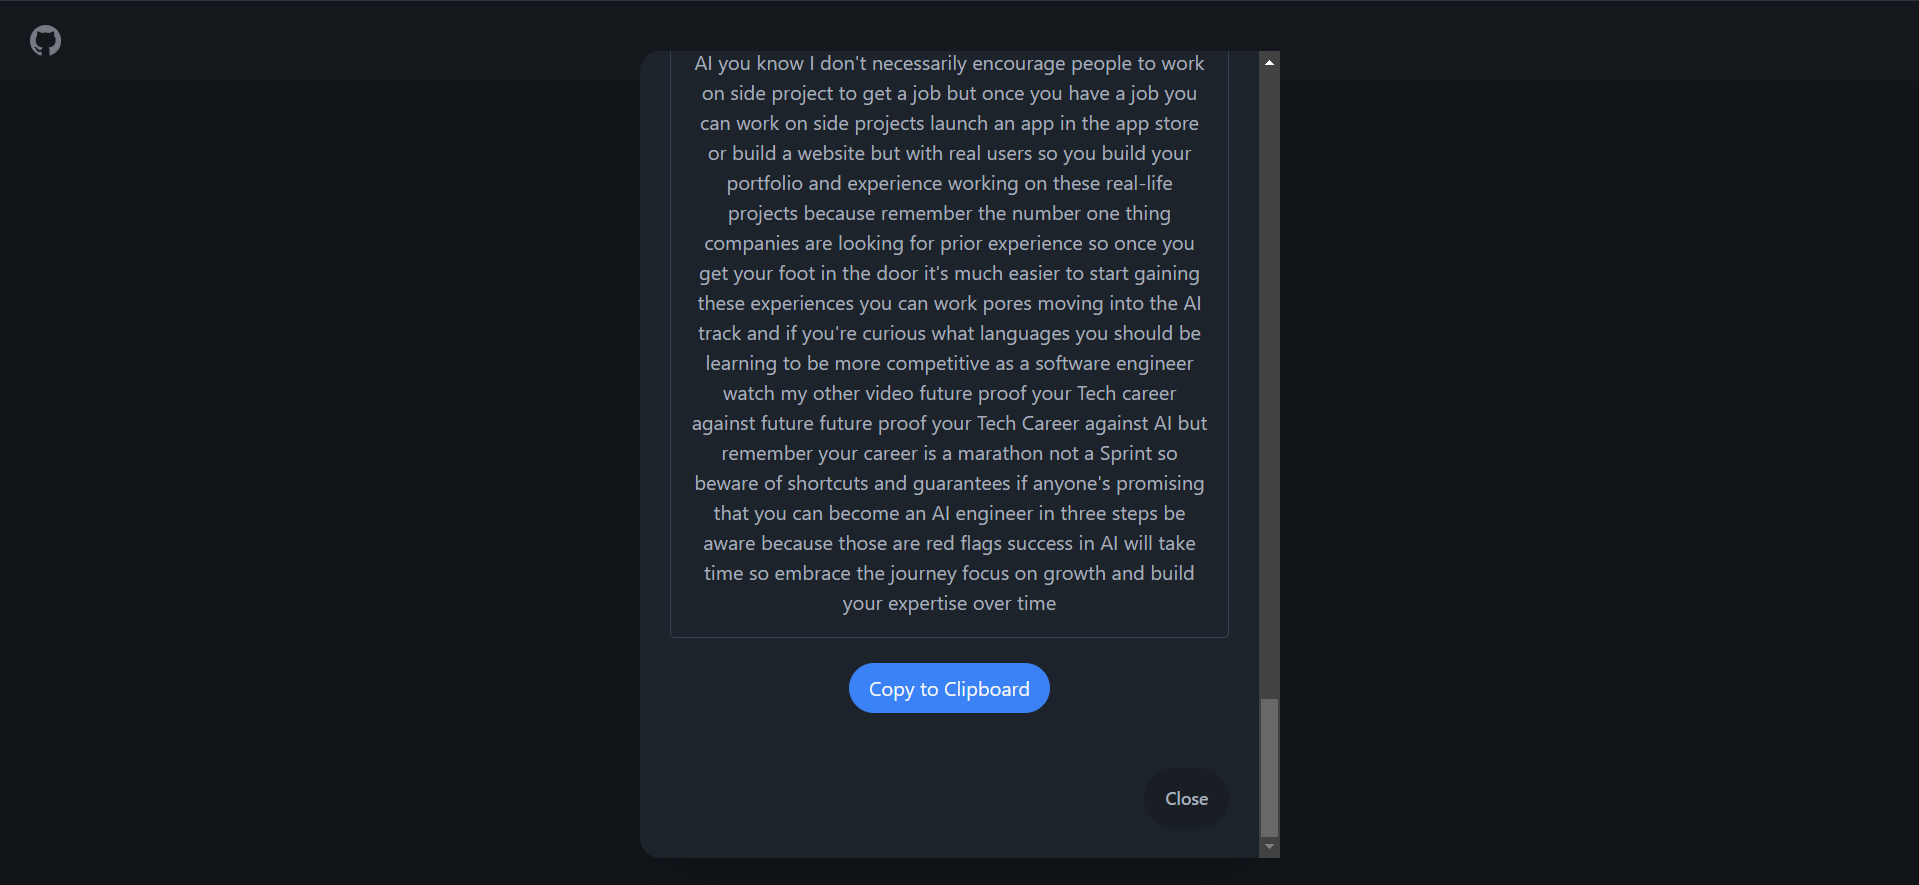 AI you know I don't necessarily encourage people to work
on side project to get a job but once you have a job you
can work on side projects launch an app in the app store
or build a website but with real users so you build your
portfolio and experience working on these real-life
projects because remember the number one thing
companies are looking for prior experience so once you
get your foot in the door it's much easier to start gaining
these experiences you can work pores moving into the AI
track and if you're curious what languages you should be
learning to be more competitive as a software engineer
watch my other video future proof your Tech career
against future future proof your Tech Career against AI but
remember your career is a marathon not a Sprint so
beware of shortcuts and guarantees if anyone's promising
that you can become an AI engineer in three steps be
aware because those are red flags success in AI will take
time so embrace the journey focus on growth and build
your expertise over time
Copy to Clipboard
Close